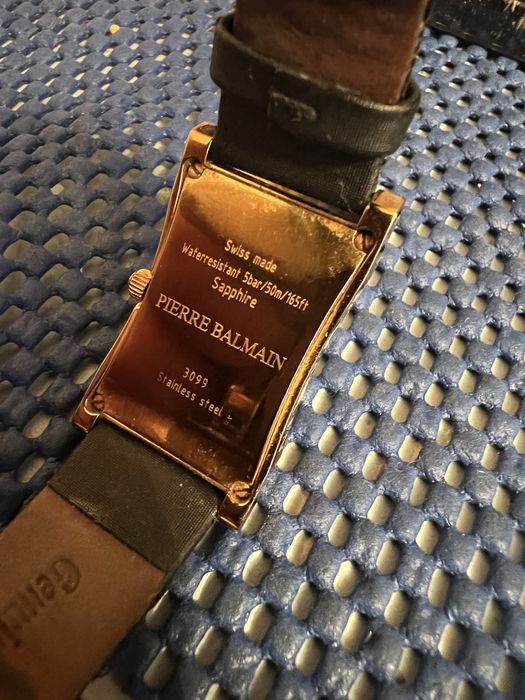 Swiss made
Waterresistant 5bar/50m/165ft
Sapphire
PIERRE BALMAIN
3099
Stainless steel